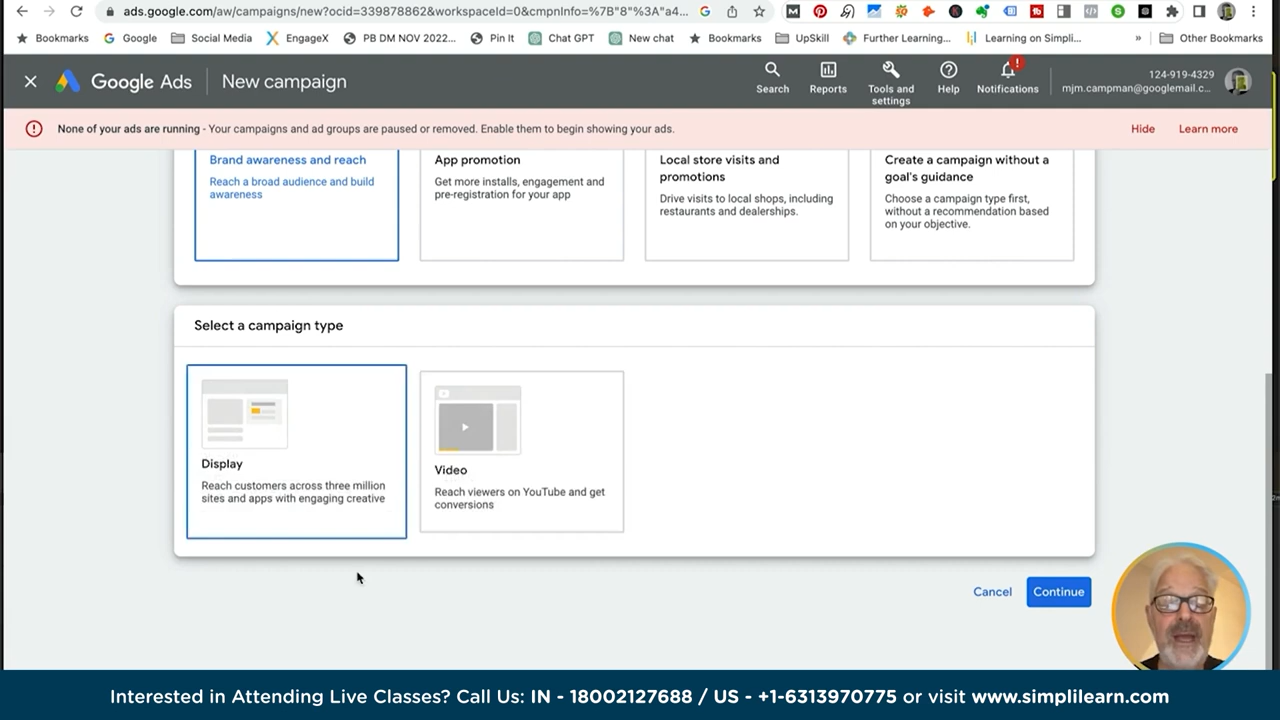 ads.google.com/aw/campaigns/new?ocid=339878862&workspaceId=0&cmpnInfo=%7B"8"%3A"a4...
Bookmarks Google Social Media EngageX PB DM NOV 2022... Pin It Chat GPT New chat Bookmarks UpSkill Further Learning... Learning on Simpli... » Other Bookmarks
Google Ads New campaign
Search Reports Tools and settings Help Notifications
124-919-4329
mjm.campman@googlemail.c...
None of your ads are running - Your campaigns and ad groups are paused or removed. Enable them to begin showing your ads. Hide Learn more
Brand awareness and reach
Reach a broad audience and build
awareness
App promotion
Get more installs, engagement and
pre-registration for your app
Local store visits and
promotions
Drive visits to local shops, including
restaurants and dealerships.
Create a campaign without a
goal's guidance
Choose a campaign type first,
without a recommendation based
on your objective.
Select a campaign type
Display
Reach customers across three million
sites and apps with engaging creative
Video
Reach viewers on YouTube and get
conversions
Cancel Continue
Interested in Attending Live Classes? Call Us: IN - 18002127688 / US - +1-6313970775 or visit www.simplilearn.com